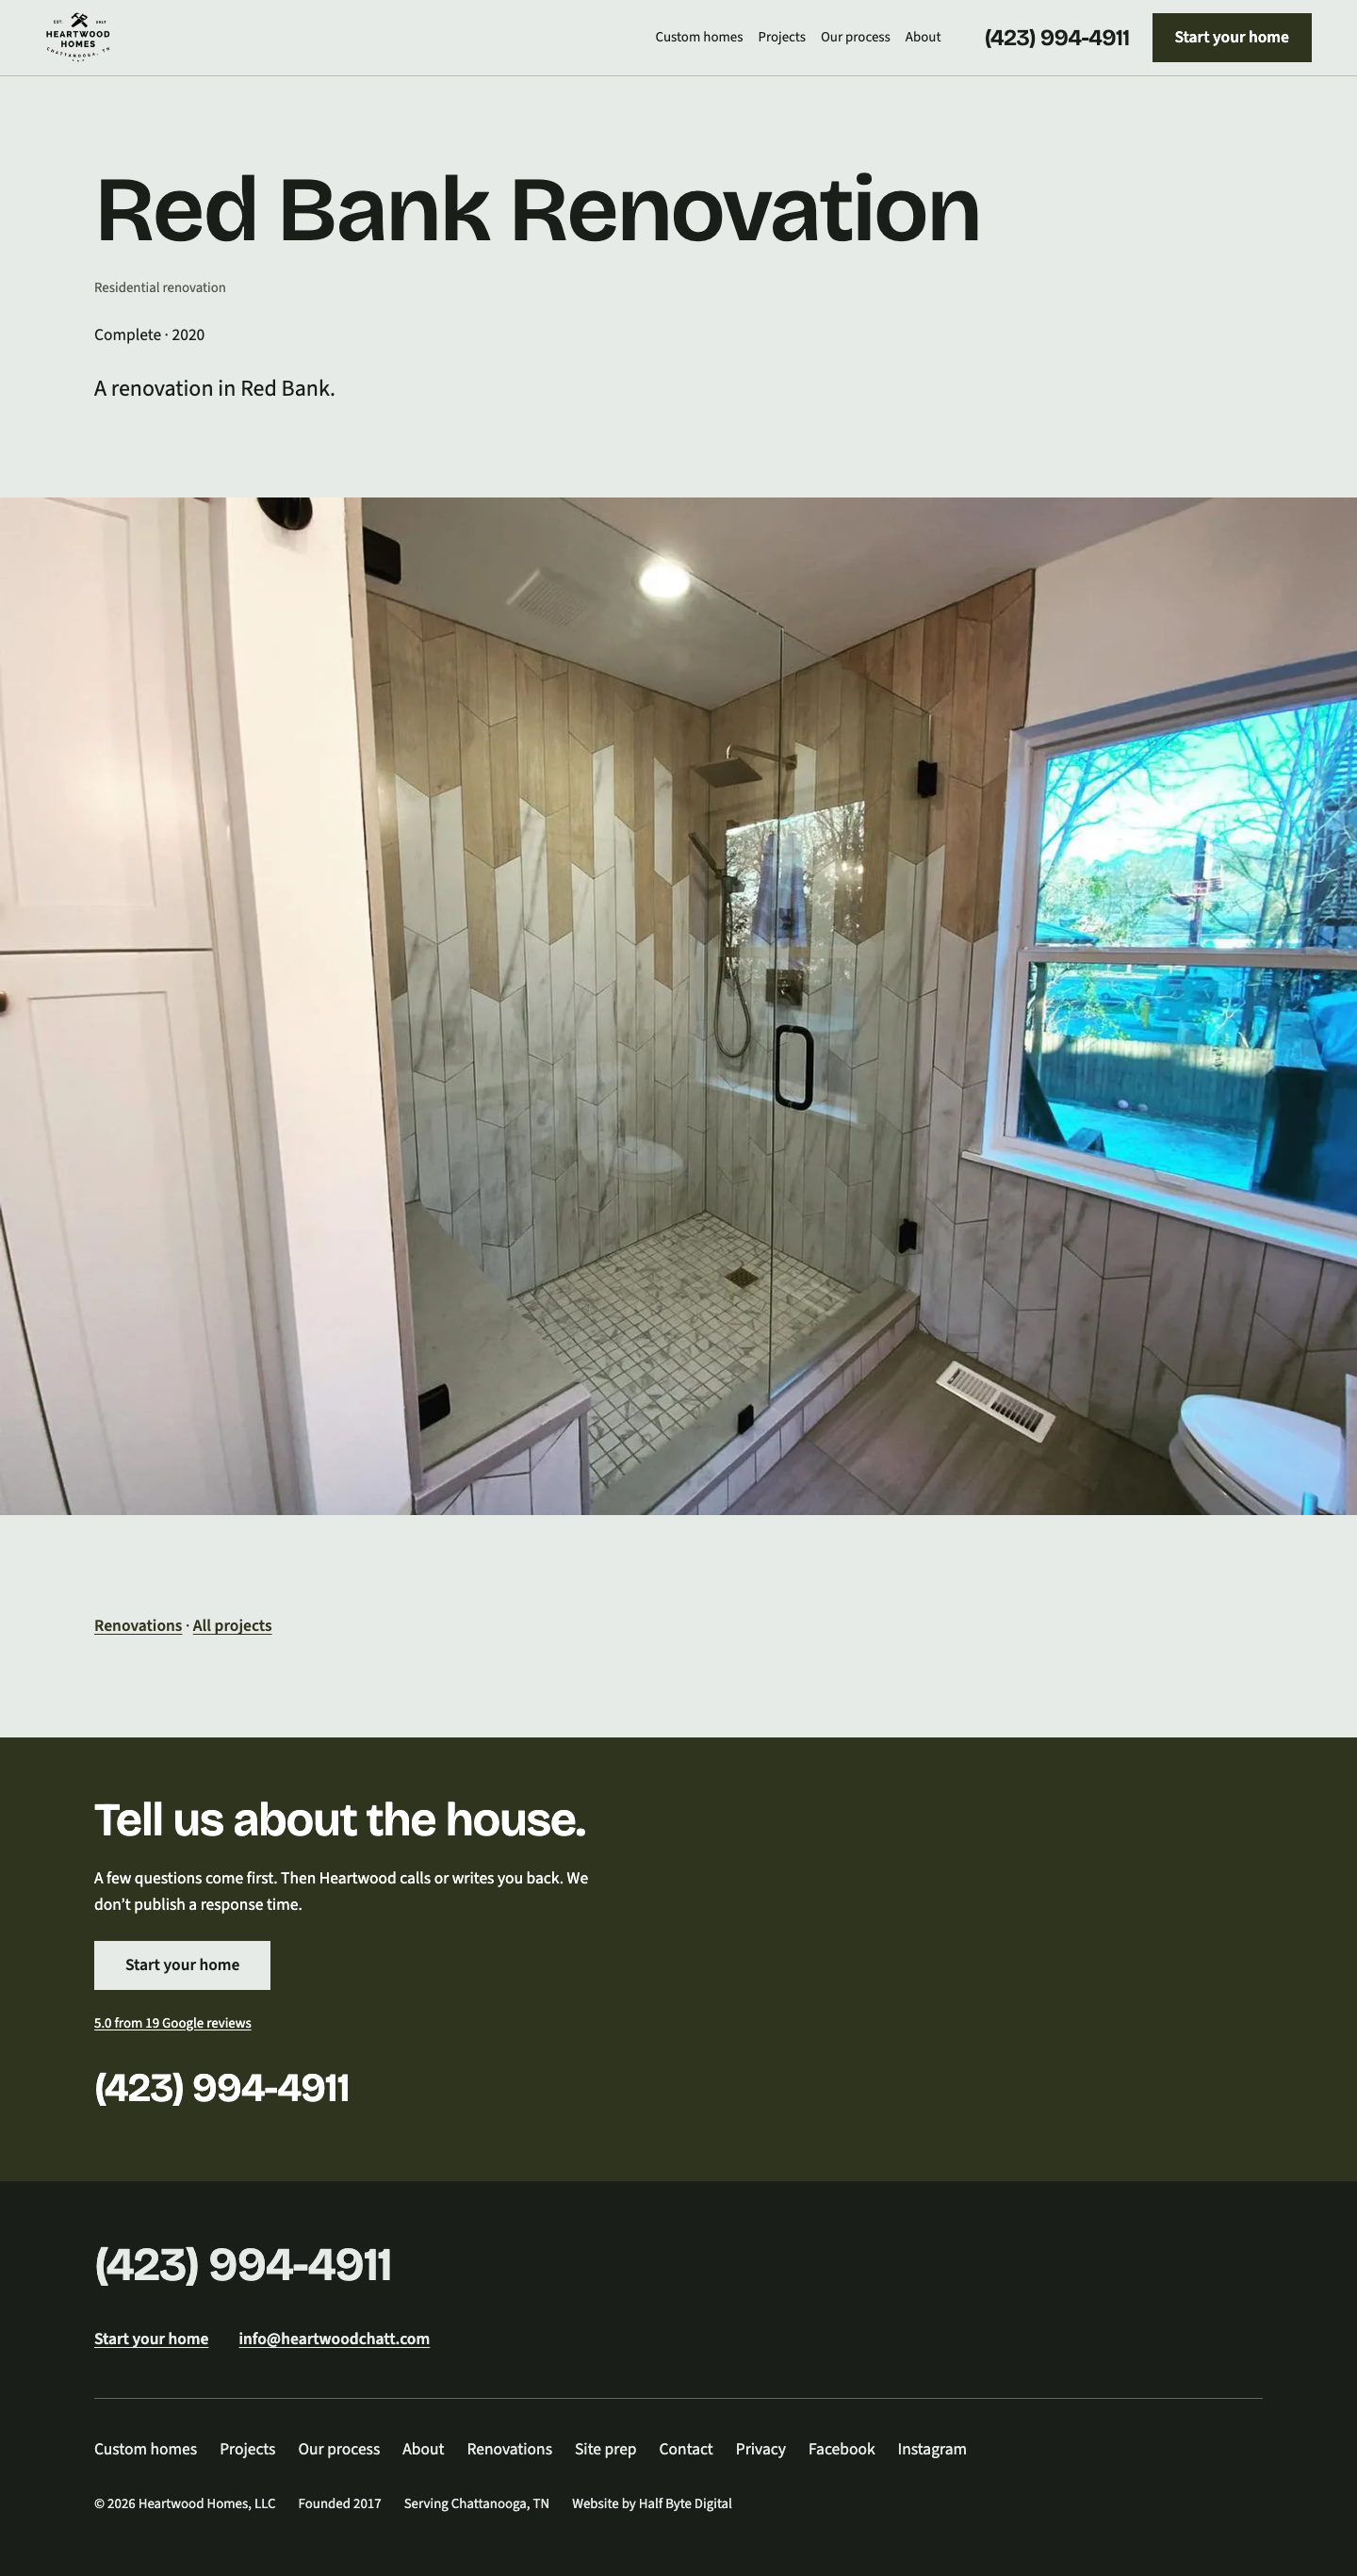 EST. 2017
HEARTWOOD
HOMES
CHATTANOOGA, TN
Custom homes Projects Our process About (423) 994-4911 Start your home
Red Bank Renovation
Residential renovation
Complete · 2020
A renovation in Red Bank.
Renovations · All projects
Tell us about the house.
A few questions come first. Then Heartwood calls or writes you back. We
don’t publish a response time.
Start your home
5.0 from 19 Google reviews
(423) 994-4911
(423) 994-4911
Start your home info@heartwoodchatt.com
Custom homes Projects Our process About Renovations Site prep Contact Privacy Facebook Instagram
© 2026 Heartwood Homes, LLC Founded 2017 Serving Chattanooga, TN Website by Half Byte Digital